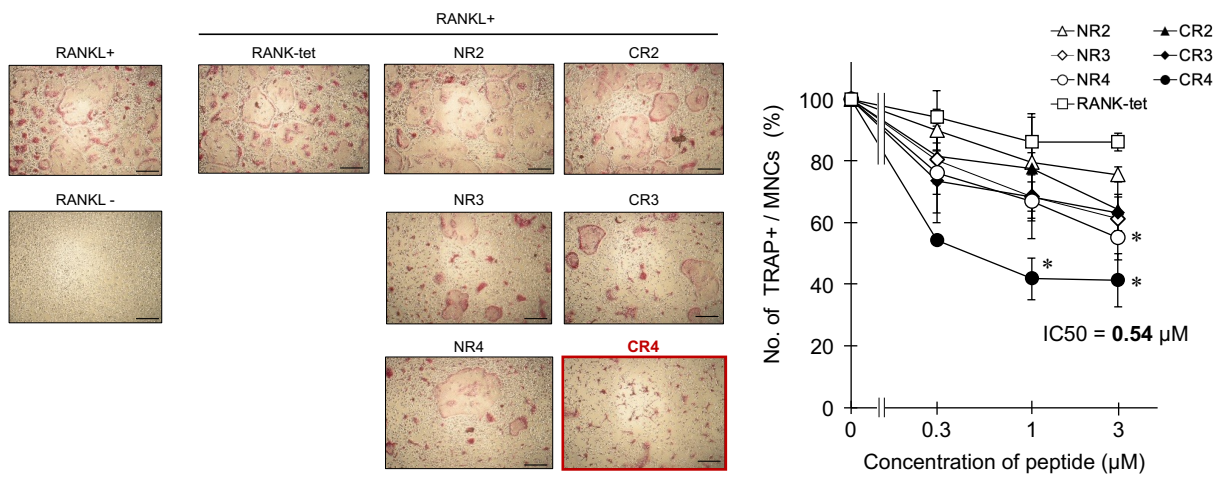 RANKL+
RANKL+
RANK-tet
NR2
CR2
RANKL -
NR3
CR3
NR4
CR4
NR2
CR2
NR3
CR3
NR4
CR4
RANK-tet
No. of TRAP+ / MNCs (%)
100
80
60
40
20
0
*
*
*
IC50 = 0.54 µM
0
0.3
1
3
Concentration of peptide (µM)